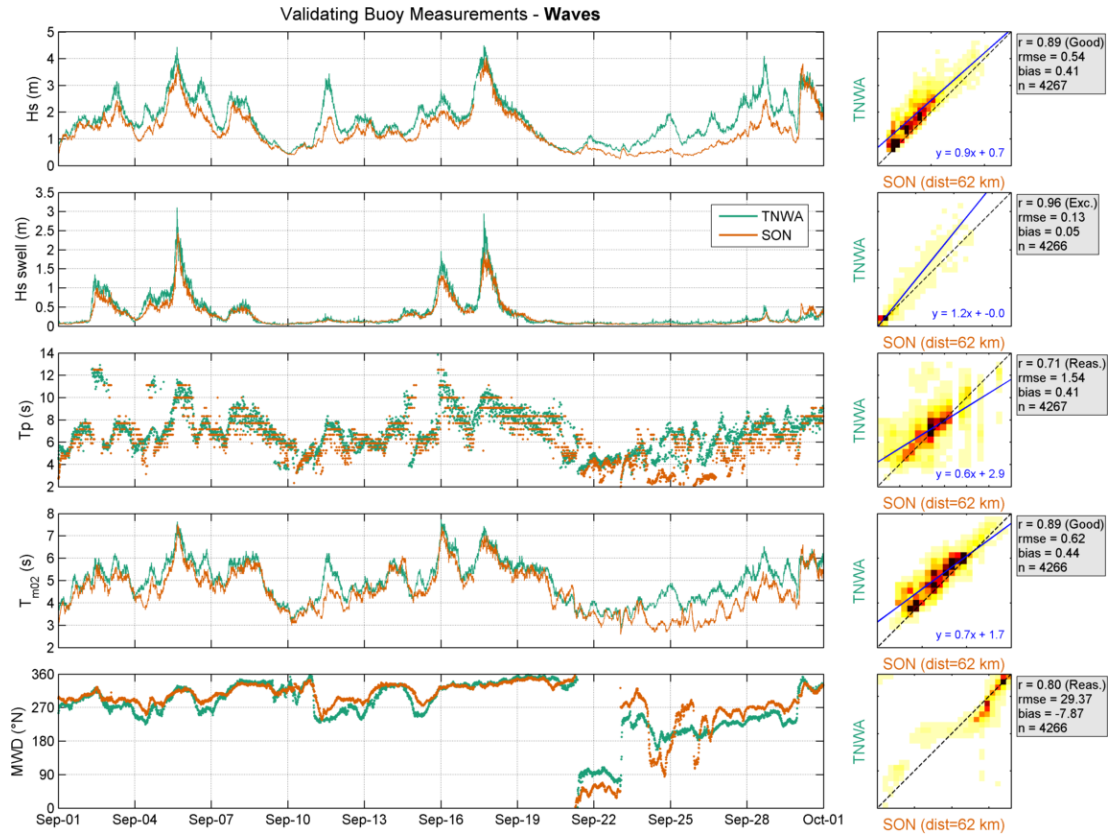 Validating Buoy Measurements - Waves
Hs (m)
5
4
3
2
1
0
TNWA
y = 0.9x + 0.7
SON (dist=62 km)
r = 0.89 (Good)
rmse = 0.54
bias = 0.41
n = 4267
Hs swell (m)
3.5
3
2.5
2
1.5
1
0.5
0
TNWA
SON
TNWA
y = 1.2x + -0.0
SON (dist=62 km)
r = 0.96 (Exc.)
rmse = 0.13
bias = 0.05
n = 4266
Tp (s)
14
12
10
8
6
4
2
TNWA
y = 0.6x + 2.9
SON (dist=62 km)
r = 0.71 (Reas.)
rmse = 1.54
bias = 0.41
n = 4267
Tm02 (s)
8
7
6
5
4
3
2
TNWA
y = 0.7x + 1.7
SON (dist=62 km)
r = 0.89 (Good)
rmse = 0.62
bias = 0.44
n = 4266
MWD (°N)
360
270
180
90
0
Sep-01 Sep-04 Sep-07 Sep-10 Sep-13 Sep-16 Sep-19 Sep-22 Sep-25 Sep-28 Oct-01
TNWA
SON (dist=62 km)
r = 0.80 (Reas.)
rmse = 29.37
bias = -7.87
n = 4266